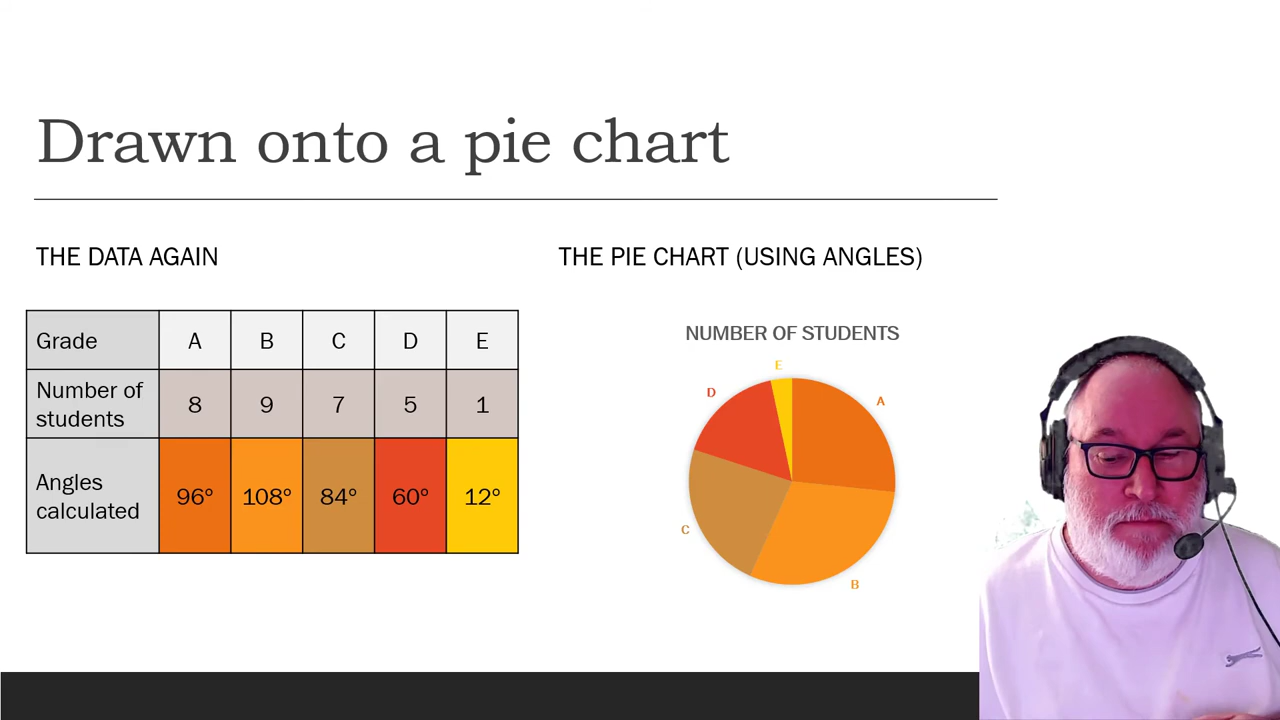 Drawn onto a pie chart
THE DATA AGAIN
Grade A B C D E
Number of students 8 9 7 5 1
Angles calculated 96° 108° 84° 60° 12°
THE PIE CHART (USING ANGLES)
NUMBER OF STUDENTS
E
D
A
C
B